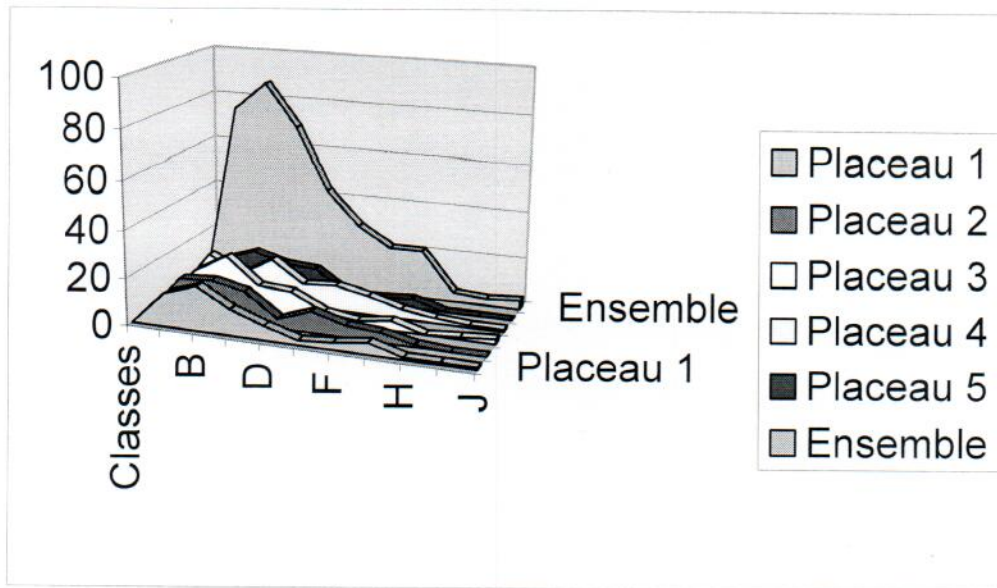 100
80
60
40
20
0
Classes
B
D
F
H
J
Ensemble
Placeau 1
Placeau 1
Placeau 2
Placeau 3
Placeau 4
Placeau 5
Ensemble